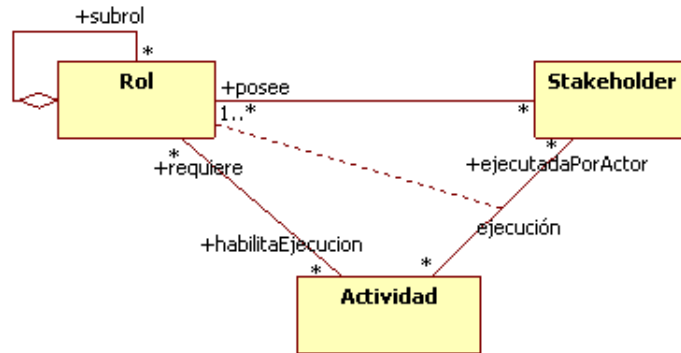 +subrol
*
Rol
+posee
1..*
*
Stakeholder
*
+requiere
*
+ejecutadaPorActor
ejecución
+habilitaEjecucion
*
*
Actividad